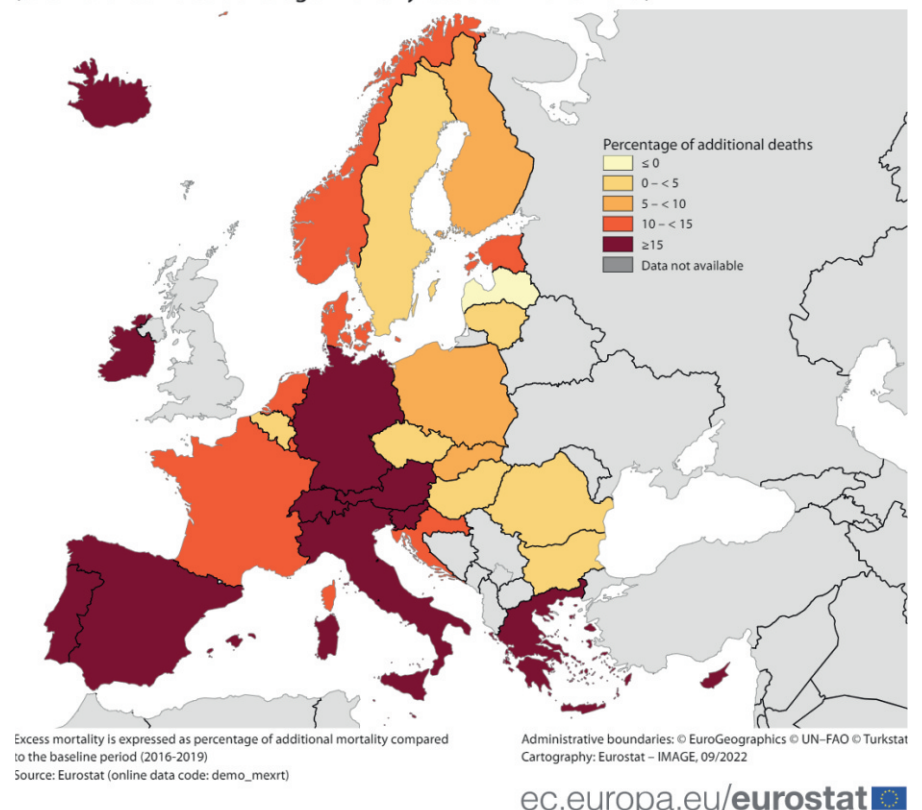 Percentage of additional deaths
≤ 0
0 – < 5
5 – < 10
10 – < 15
≥15
Data not available
Excess mortality is expressed as percentage of additional mortality compared
to the baseline period (2016-2019)
Source: Eurostat (online data code: demo_mexrt)
Administrative boundaries: © EuroGeographics © UN–FAO © Turkstat
Cartography: Eurostat – IMAGE, 09/2022
ec.europa.eu/eurostat